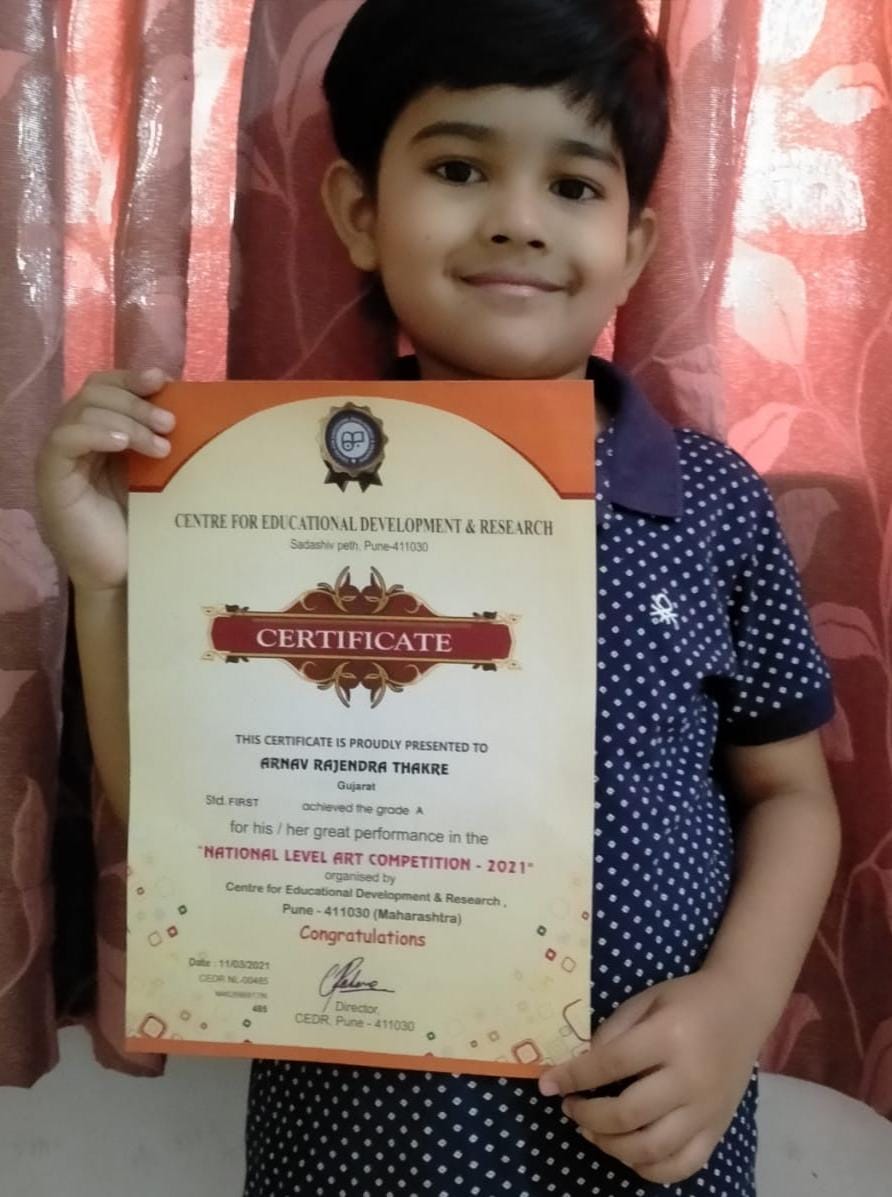 CENTRE FOR EDUCATIONAL DEVELOPMENT & RESEARCH
Sadashiv peth, Pune-411030
CERTIFICATE
THIS CERTIFICATE IS PROUDLY PRESENTED TO
ARNAV RAJENDRA THAKRE
Gujarat
Std. FIRST achieved the grade A
for his / her great performance in the
"NATIONAL LEVEL ART COMPETITION - 2021"
organised by
Centre for Educational Development & Research ,
Pune - 411030 (Maharashtra)
Congratulations
Date : 11/03/2021
CEDR NL-00485
485
Director,
CEDR, Pune - 411030